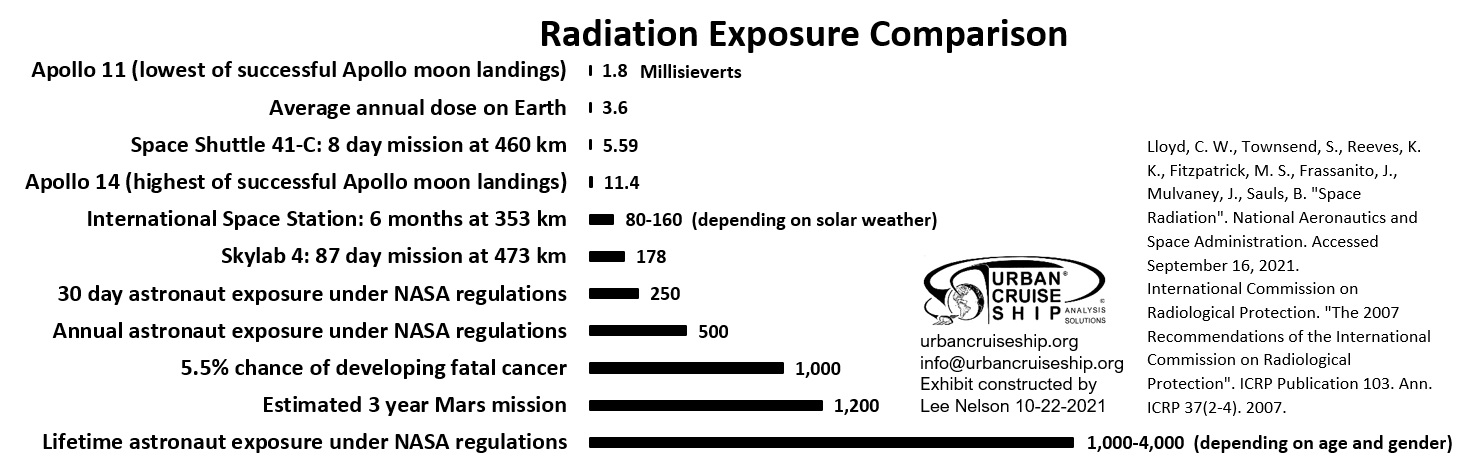 Radiation Exposure Comparison
Apollo 11 (lowest of successful Apollo moon landings) 1.8 Millisieverts
Average annual dose on Earth 3.6
Space Shuttle 41-C: 8 day mission at 460 km 5.59
Apollo 14 (highest of successful Apollo moon landings) 11.4
International Space Station: 6 months at 353 km 80-160 (depending on solar weather)
Skylab 4: 87 day mission at 473 km 178
30 day astronaut exposure under NASA regulations 250
Annual astronaut exposure under NASA regulations 500
5.5% chance of developing fatal cancer 1,000
Estimated 3 year Mars mission 1,200
Lifetime astronaut exposure under NASA regulations 1,000-4,000 (depending on age and gender)
URBAN®
CRUISE ©
SHIP ANALYSIS
SOLUTIONS
urbancruiseship.org
info@urbancruiseship.org
Exhibit constructed by
Lee Nelson 10-22-2021
Lloyd, C. W., Townsend, S., Reeves, K.
K., Fitzpatrick, M. S., Frassanito, J.,
Mulvaney, J., Sauls, B. "Space
Radiation". National Aeronautics and
Space Administration. Accessed
September 16, 2021.
International Commission on
Radiological Protection. "The 2007
Recommendations of the International
Commission on Radiological
Protection". ICRP Publication 103. Ann.
ICRP 37(2-4). 2007.